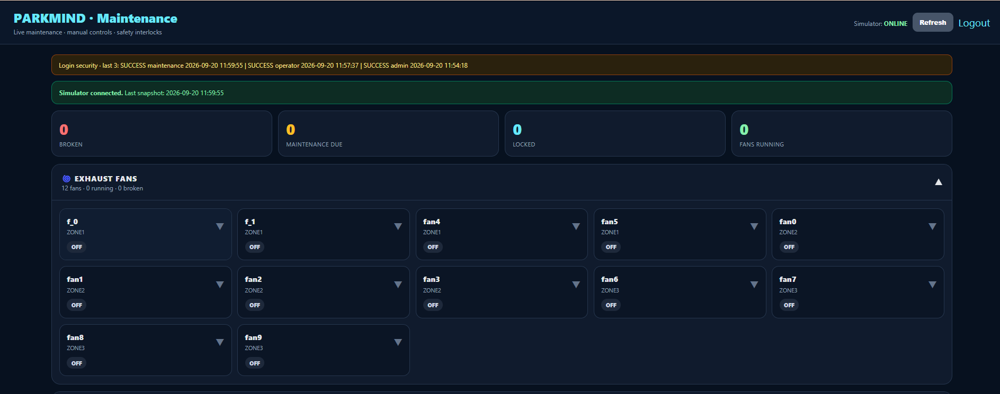 PARKMIND · Maintenance
Live maintenance · manual controls · safety interlocks
Simulator: ONLINE
Refresh
Logout
Login security · last 3: SUCCESS maintenance 2026-09-20 11:59:55 | SUCCESS operator 2026-09-20 11:57:37 | SUCCESS admin 2026-09-20 11:54:18
Simulator connected. Last snapshot: 2026-09-20 11:59:55
0
BROKEN
0
MAINTENANCE DUE
0
LOCKED
0
FANS RUNNING
EXHAUST FANS
12 fans · 0 running · 0 broken
f_0
ZONE1
OFF
f_1
ZONE1
OFF
fan4
ZONE1
OFF
fan5
ZONE1
OFF
fan0
ZONE2
OFF
fan1
ZONE2
OFF
fan2
ZONE2
OFF
fan3
ZONE2
OFF
fan6
ZONE3
OFF
fan7
ZONE3
OFF
fan8
ZONE3
OFF
fan9
ZONE3
OFF